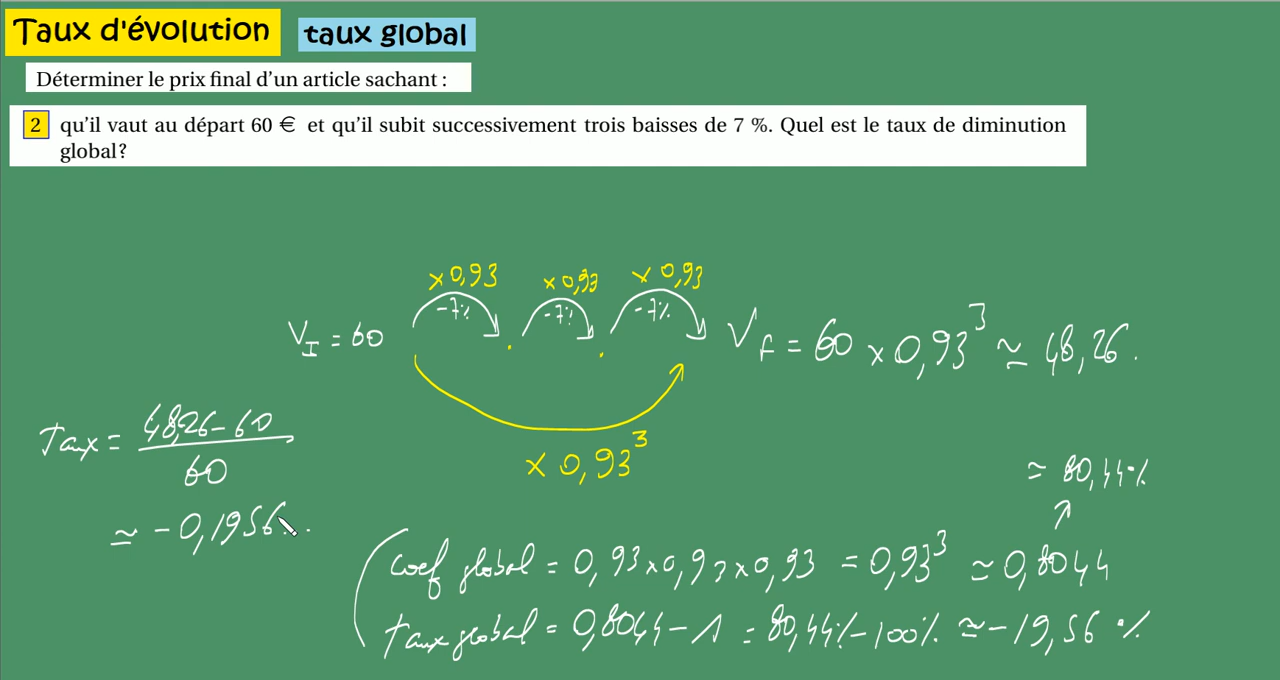 Taux d'évolution taux global
Déterminer le prix final d'un article sachant :
2 qu'il vaut au départ 60 € et qu'il subit successivement trois baisses de 7 %. Quel est le taux de diminution
global?
×0,93 ×0,93 ×0,93
-7% -7% -7%
V_I = 60 V_f = 60 × 0,93³ ≃ 48,26.
× 0,93³
Taux = (48,26 - 60)/60
≃ -0,1956
≃ 80,44%
coef global = 0,93×0,93×0,93 = 0,93³ ≃ 0,8044
Taux global = 0,8044 - 1 = 80,44% - 100% ≃ -19,56 %